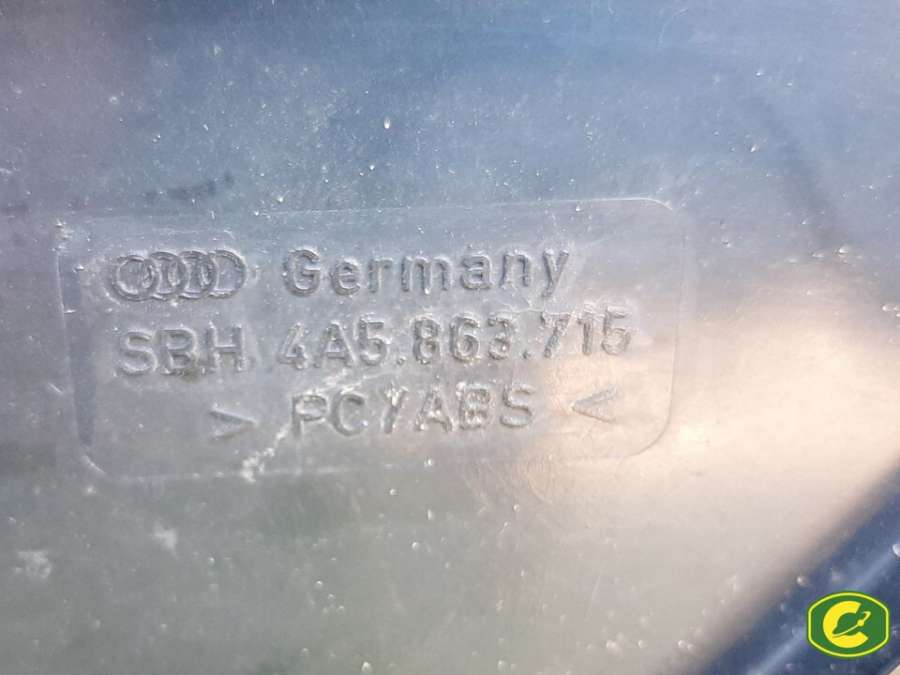 Germany
SBH 4A5.863.715
> PC / ABS <